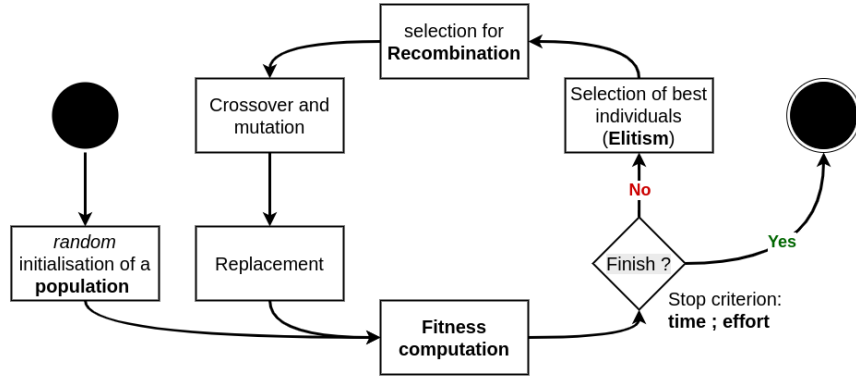 selection for
Recombination
Crossover and
mutation
Selection of best
individuals
(Elitism)
No
Yes
random
initialisation of a
population
Replacement
Finish ?
Stop criterion:
time ; effort
Fitness
computation